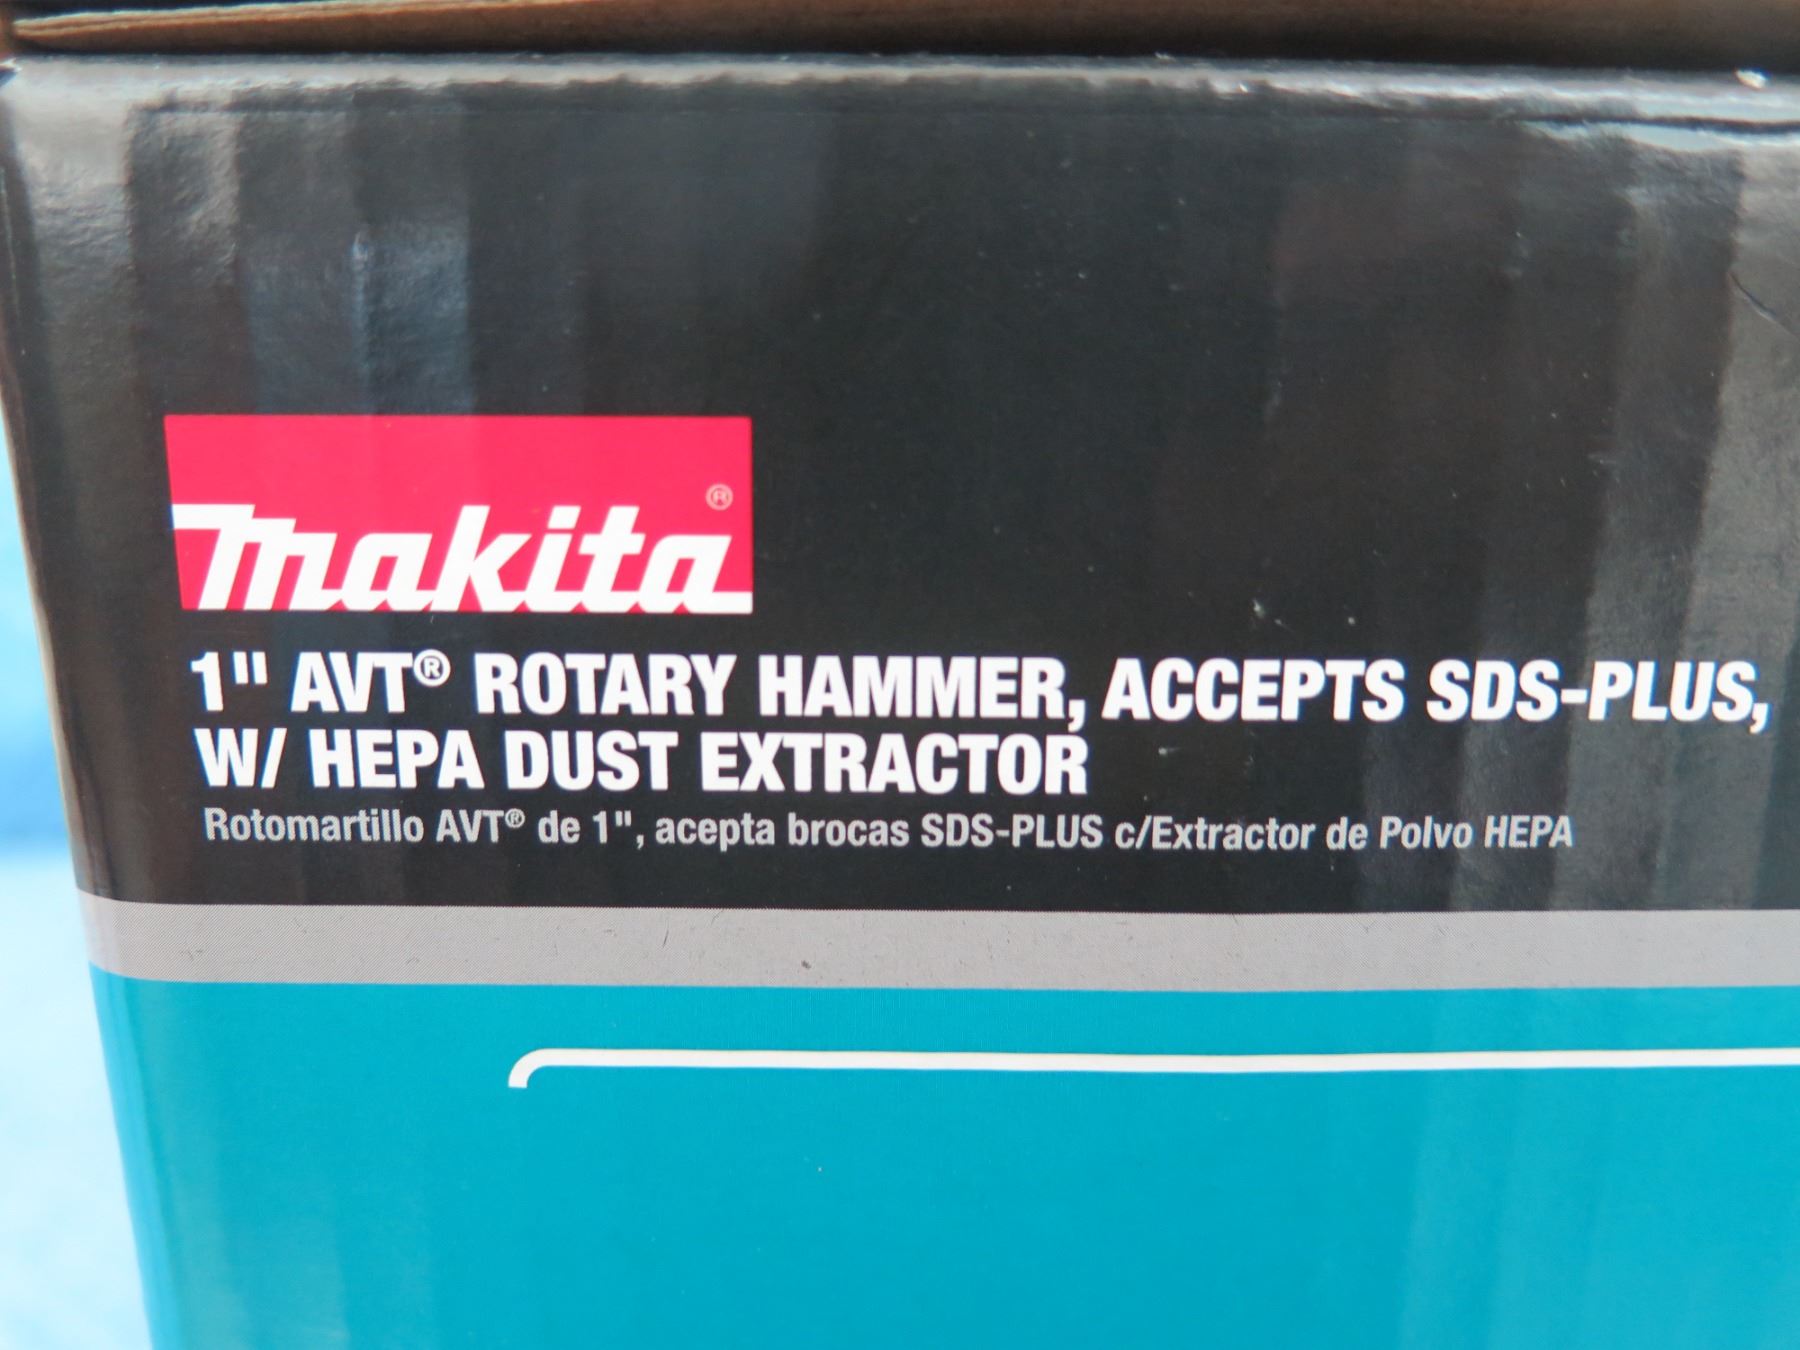 makita®
1" AVT® ROTARY HAMMER, ACCEPTS SDS-PLUS,
W/ HEPA DUST EXTRACTOR
Rotomartillo AVT® de 1", acepta brocas SDS-PLUS c/Extractor de Polvo HEPA